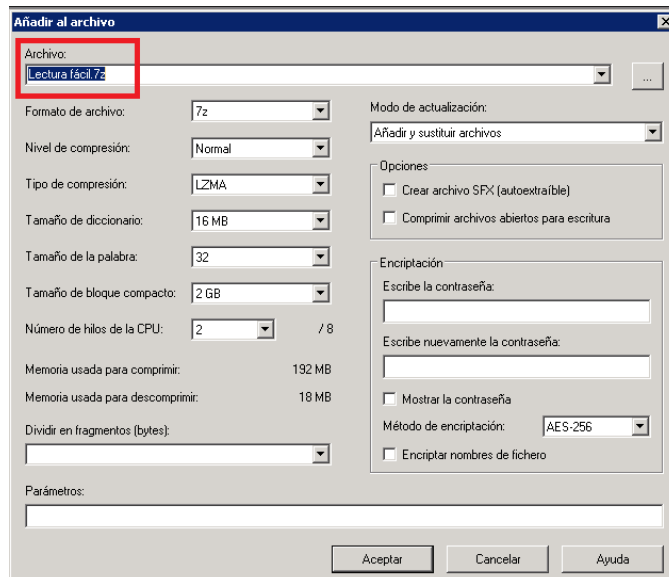 Añadir al archivo
Archivo:
Lectura fácil.7z
...
Formato de archivo: 7z
Nivel de compresión: Normal
Tipo de compresión: LZMA
Tamaño de diccionario: 16 MB
Tamaño de la palabra: 32
Tamaño de bloque compacto: 2 GB
Número de hilos de la CPU: 2 / 8
Memoria usada para comprimir: 192 MB
Memoria usada para descomprimir: 18 MB
Dividir en fragmentos (bytes):
Modo de actualización:
Añadir y sustituir archivos
Opciones
Crear archivo SFX (autoextraíble)
Comprimir archivos abiertos para escritura
Encriptación
Escribe la contraseña:
Escribe nuevamente la contraseña:
Mostrar la contraseña
Método de encriptación: AES-256
Encriptar nombres de fichero
Parámetros:
Aceptar Cancelar Ayuda